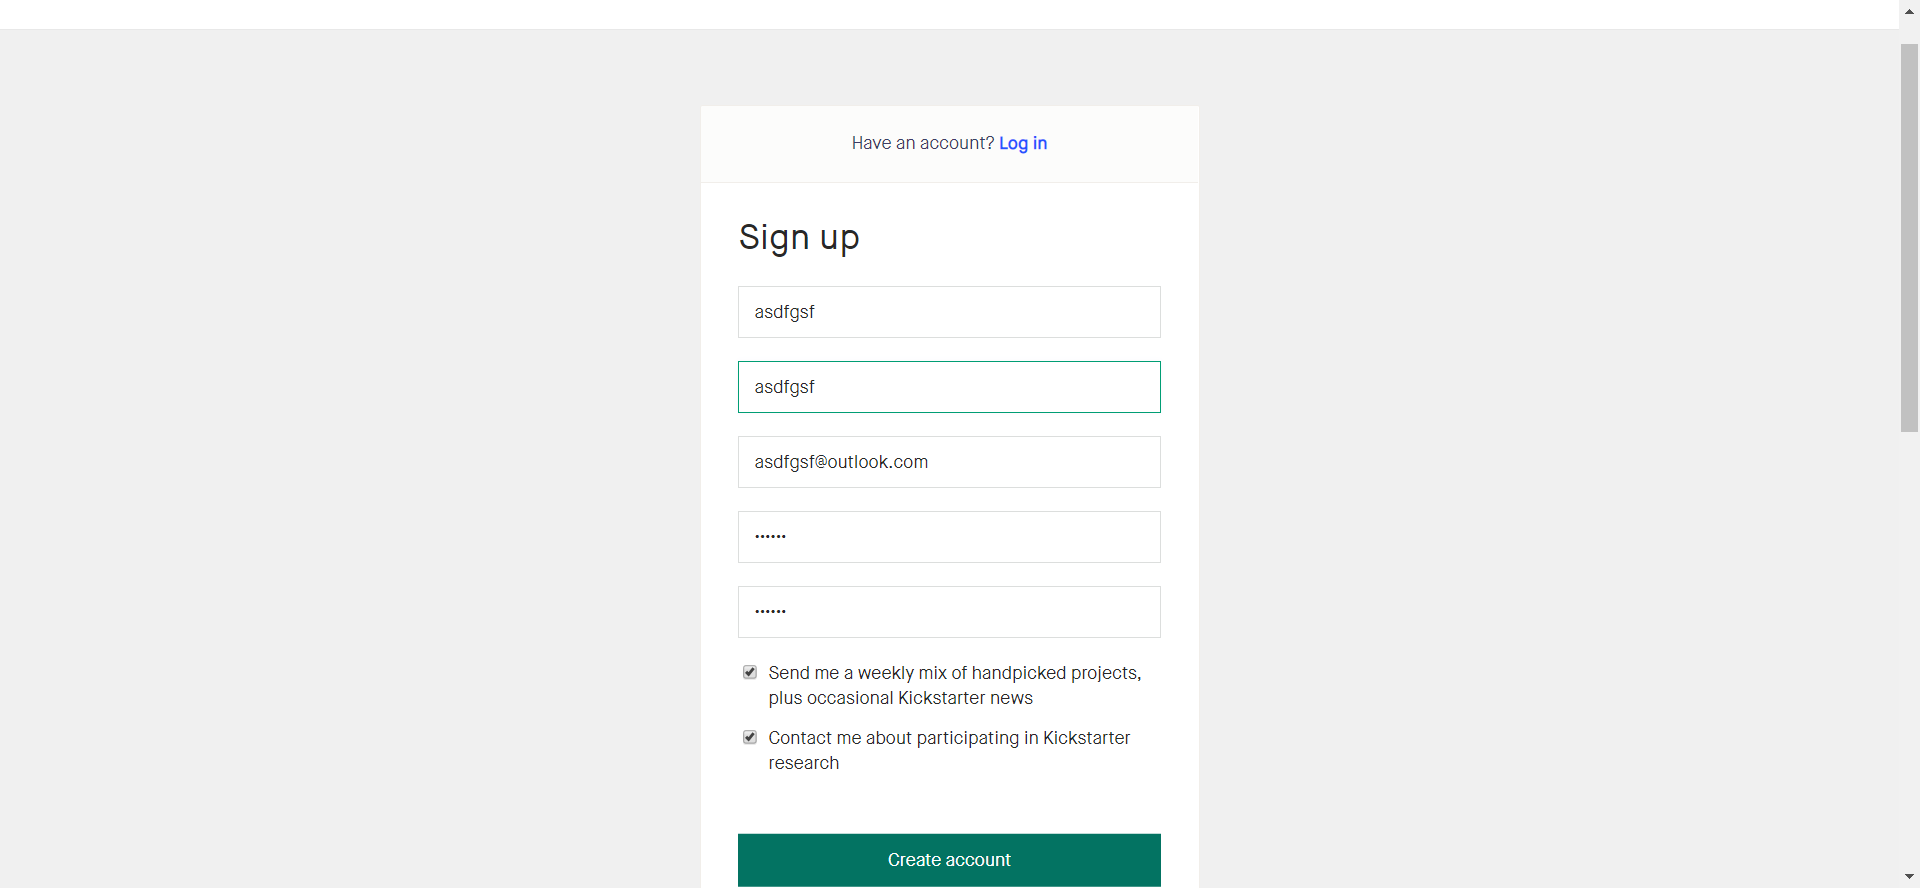 Have an account? Log in
Sign up
asdfgsf
asdfgsf
asdfgsf@outlook.com
••••••
••••••
Send me a weekly mix of handpicked projects,
plus occasional Kickstarter news
Contact me about participating in Kickstarter
research
Create account